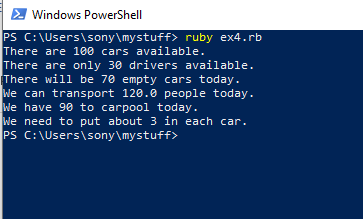 Windows PowerShell
PS C:\Users\sony\mystuff> ruby ex4.rb
There are 100 cars available.
There are only 30 drivers available.
There will be 70 empty cars today.
We can transport 120.0 people today.
We have 90 to carpool today.
We need to put about 3 in each car.
PS C:\Users\sony\mystuff>